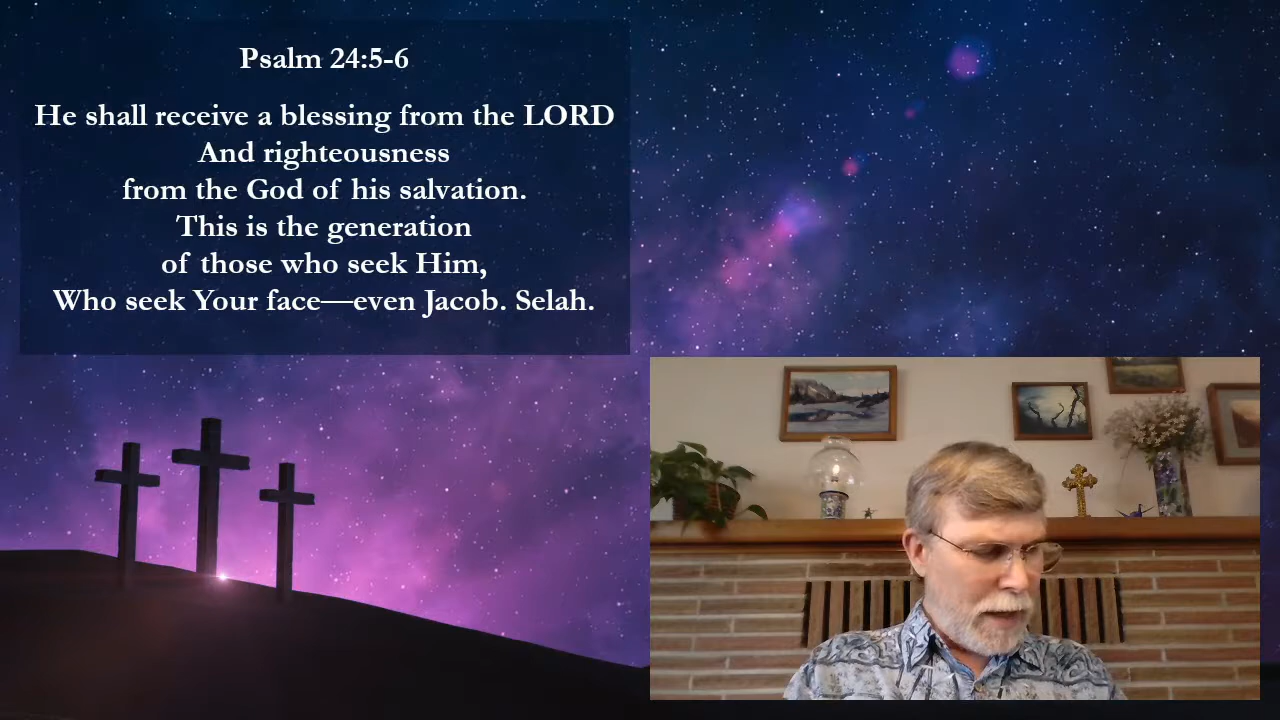 Psalm 24:5-6
He shall receive a blessing from the LORD
And righteousness
from the God of his salvation.
This is the generation
of those who seek Him,
Who seek Your face—even Jacob. Selah.